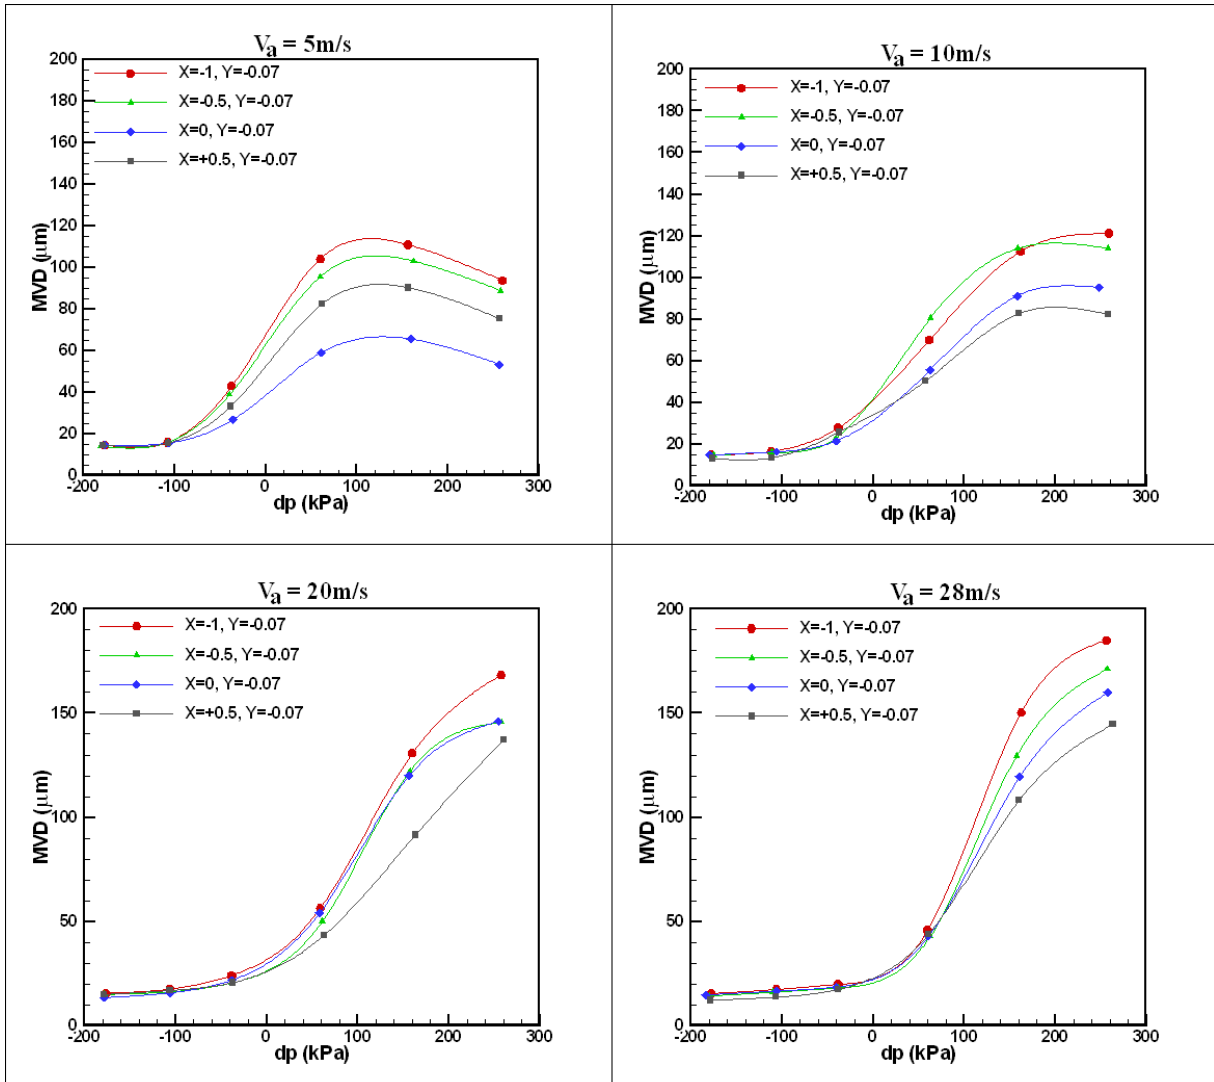 Va = 5m/s
200
180
160
140
120
100
80
60
40
20
0
MVD (μm)
X=-1, Y=-0.07
X=-0.5, Y=-0.07
X=0, Y=-0.07
X=+0.5, Y=-0.07
-200 -100 0 100 200 300
dp (kPa)
Va = 10m/s
200
180
160
140
120
100
80
60
40
20
0
MVD (μm)
X=-1, Y=-0.07
X=-0.5, Y=-0.07
X=0, Y=-0.07
X=+0.5, Y=-0.07
-200 -100 0 100 200 300
dp (kPa)
Va = 20m/s
200
150
100
50
0
MVD (μm)
X=-1, Y=-0.07
X=-0.5, Y=-0.07
X=0, Y=-0.07
X=+0.5, Y=-0.07
-200 -100 0 100 200 300
dp (kPa)
Va = 28m/s
200
150
100
50
0
MVD (μm)
X=-1, Y=-0.07
X=-0.5, Y=-0.07
X=0, Y=-0.07
X=+0.5, Y=-0.07
-200 -100 0 100 200 300
dp (kPa)